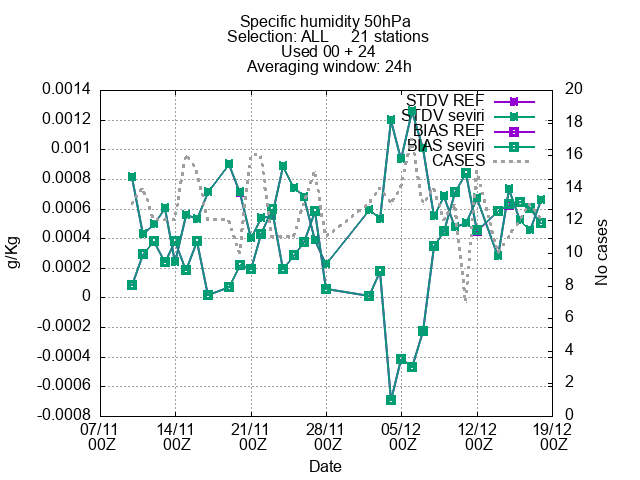 Specific humidity 50hPa
Selection: ALL 21 stations
Used 00 + 24
Averaging window: 24h
STDV REF
STDV seviri
BIAS REF
BIAS seviri
CASES
g/Kg
0.0014
0.0012
0.001
0.0008
0.0006
0.0004
0.0002
0
-0.0002
-0.0004
-0.0006
-0.0008
No cases
20
18
16
14
12
10
8
6
4
2
0
07/11 14/11 21/11 28/11 05/12 12/12 19/12
00Z 00Z 00Z 00Z 00Z 00Z 00Z
Date